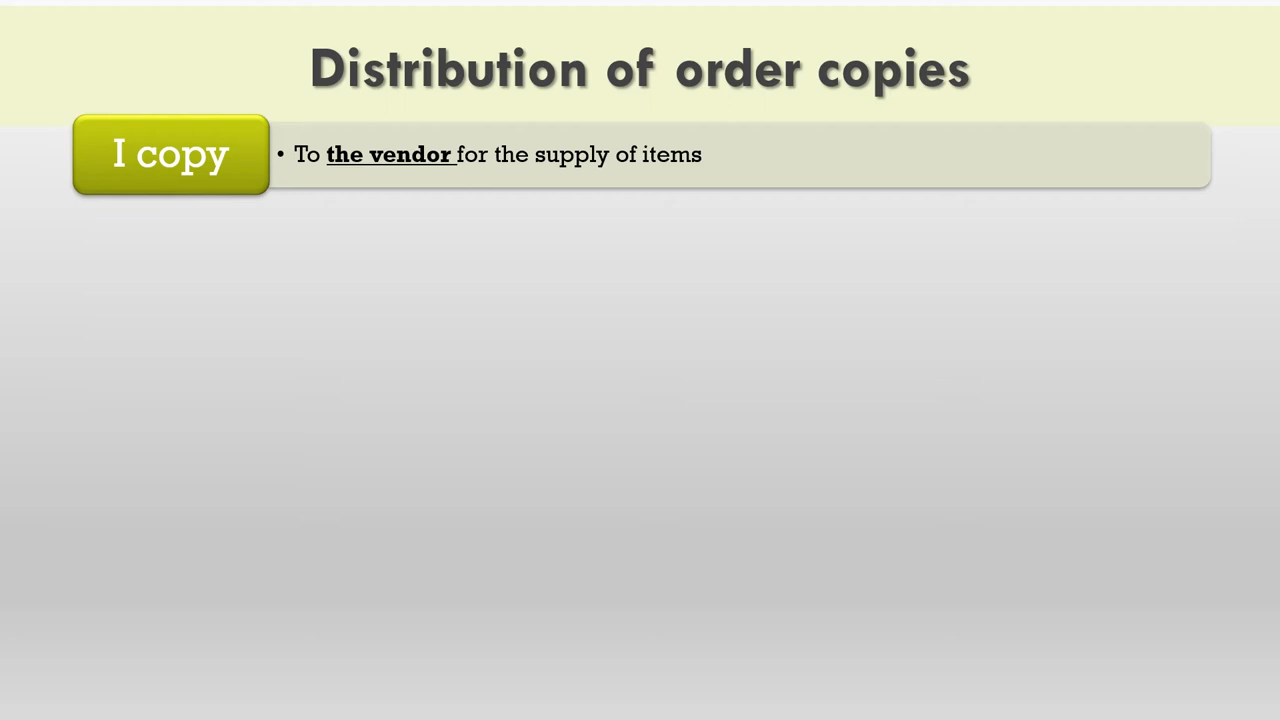 Distribution of order copies
I copy
• To the vendor for the supply of items